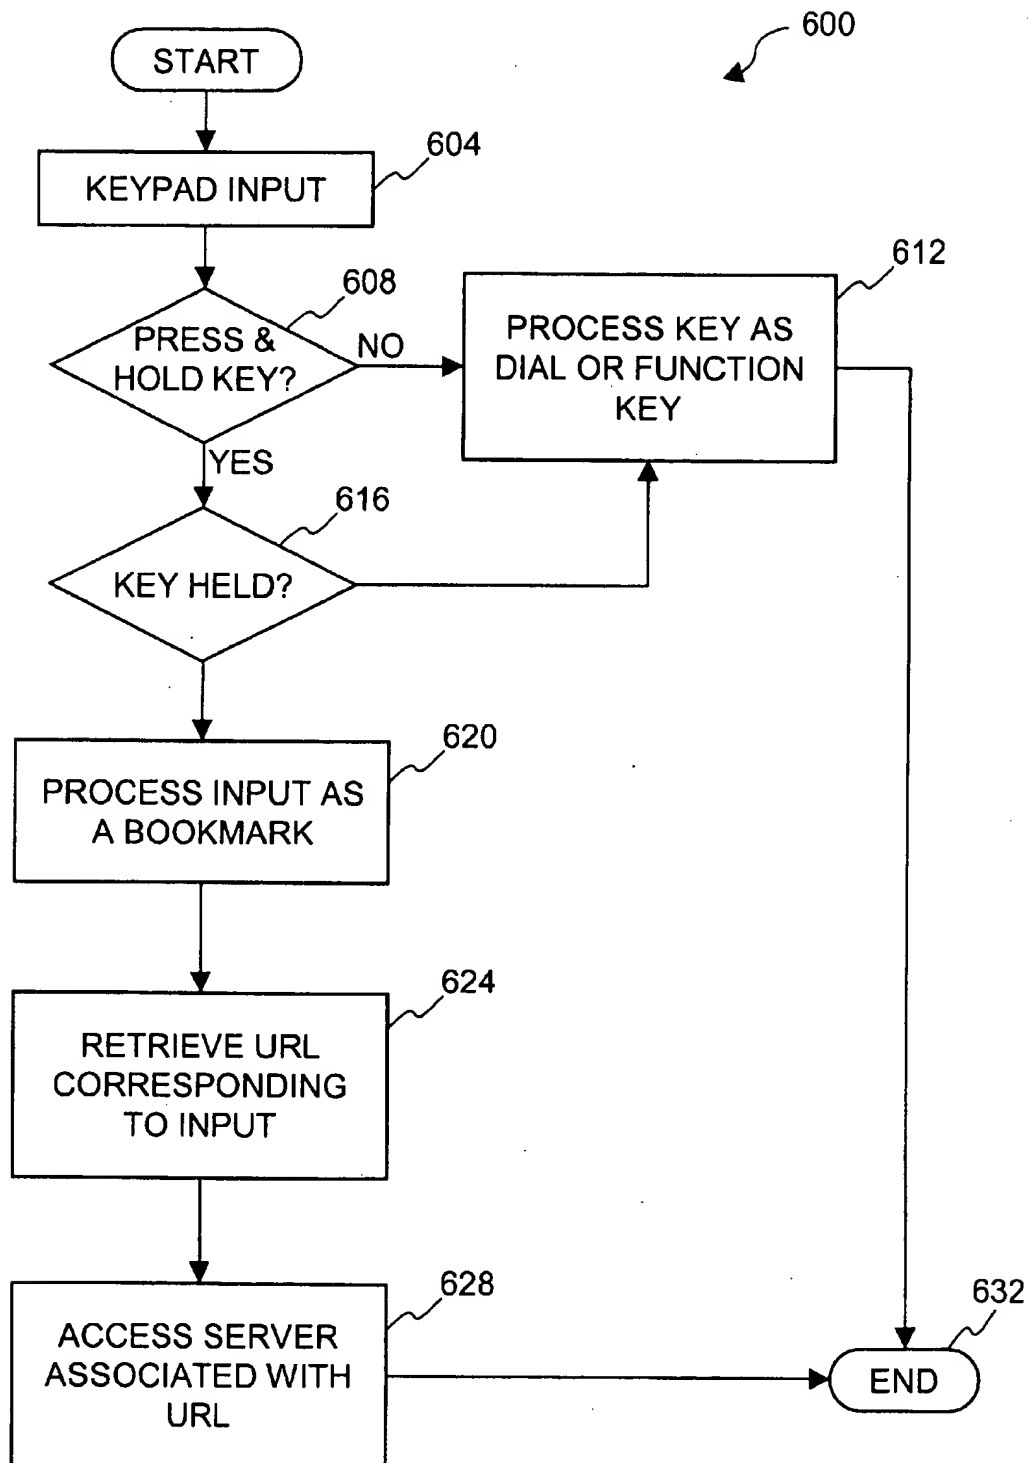 600
START
604
KEYPAD INPUT
608
PRESS &
HOLD KEY?
NO
612
PROCESS KEY AS
DIAL OR FUNCTION
KEY
YES
616
KEY HELD?
620
PROCESS INPUT AS
A BOOKMARK
624
RETRIEVE URL
CORRESPONDING
TO INPUT
628
ACCESS SERVER
ASSOCIATED WITH
URL
632
END